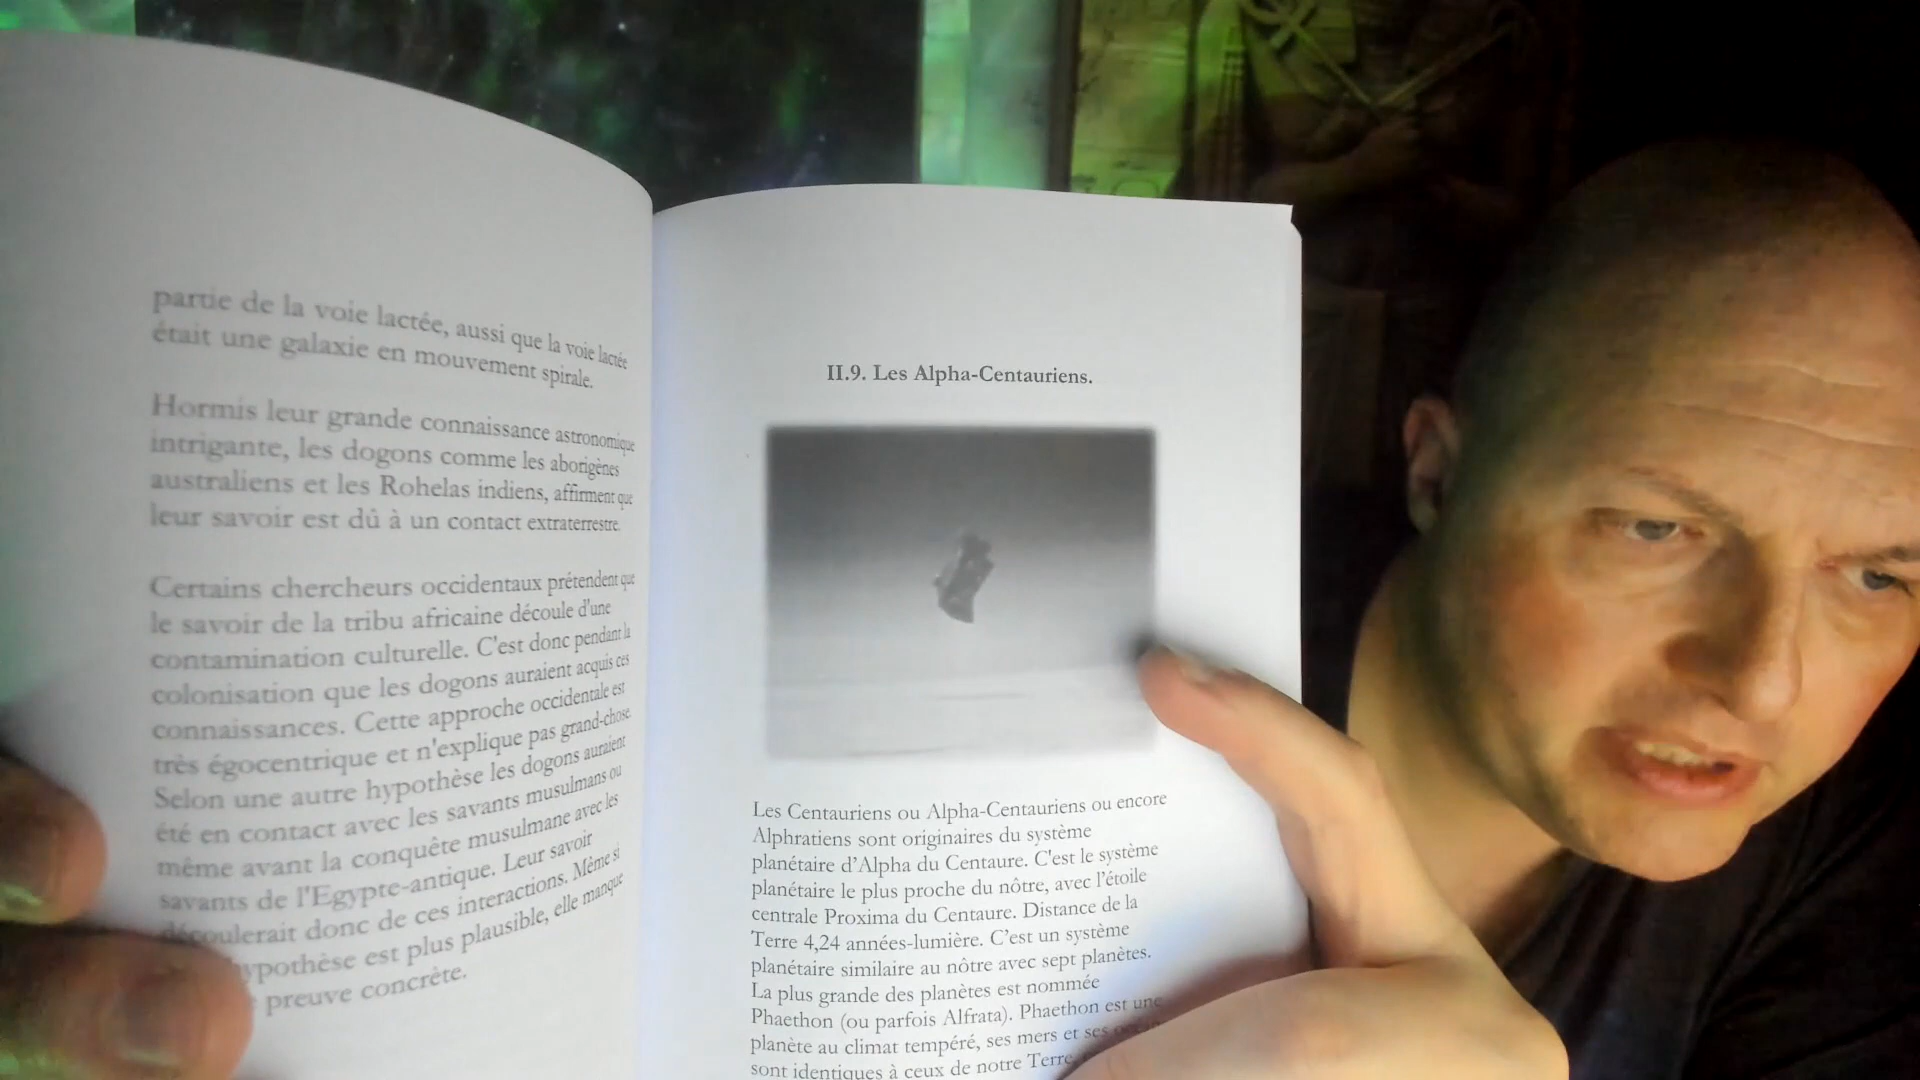 partie de la voie lactée, aussi que la voie lactée
était une galaxie en mouvement spirale.
Hormis leur grande connaissance astronomique
intrigante, les dogons comme les aborigènes
australiens et les Rohelas indiens, affirment que
leur savoir est dû à un contact extraterrestre.
Certains chercheurs occidentaux prétendent que
le savoir de la tribu africaine découle d'une
contamination culturelle. C'est donc pendant la
colonisation que les dogons auraient acquis ces
connaissances. Cette approche occidentale est
très égocentrique et n'explique pas grand-chose.
Selon une autre hypothèse les dogons auraient
été en contact avec les savants musulmans ou
même avant la conquête musulmane avec les
savants de l'Egypte-antique. Leur savoir
découlerait donc de ces interactions. Même si
hypothèse est plus plausible, elle manque
preuve concrète.
II.9. Les Alpha-Centauriens.
Les Centauriens ou Alpha-Centauriens ou encore
Alphratiens sont originaires du système
planétaire d’Alpha du Centaure. C'est le système
planétaire le plus proche du nôtre, avec l’étoile
centrale Proxima du Centaure. Distance de la
Terre 4,24 années-lumière. C’est un système
planétaire similaire au nôtre avec sept planètes.
La plus grande des planètes est nommée
Phaethon (ou parfois Alfrata). Phaethon est une
planète au climat tempéré, ses mers et ses
sont identiques à ceux de notre Terre